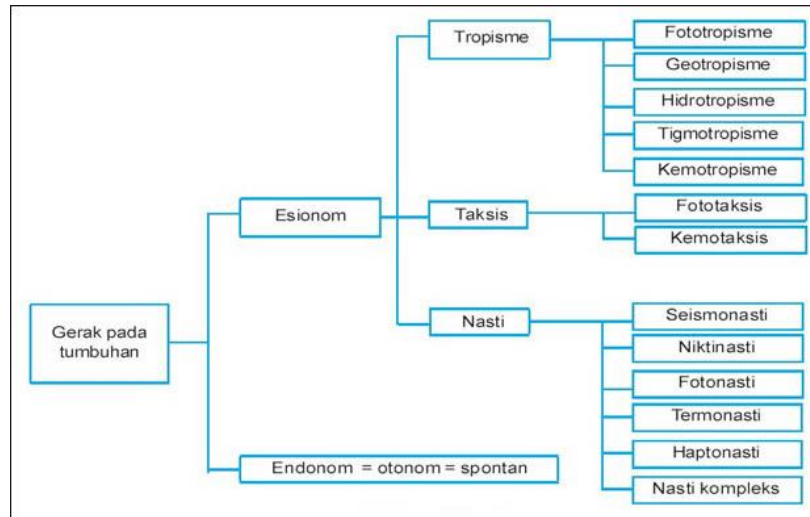 Gerak pada
tumbuhan
Esionom
Tropisme
Fototropisme
Geotropisme
Hidrotropisme
Tigmotropisme
Kemotropisme
Taksis
Fototaksis
Kemotaksis
Nasti
Seismonasti
Niktinasti
Fotonasti
Termonasti
Haptonasti
Nasti kompleks
Endonom = otonom = spontan